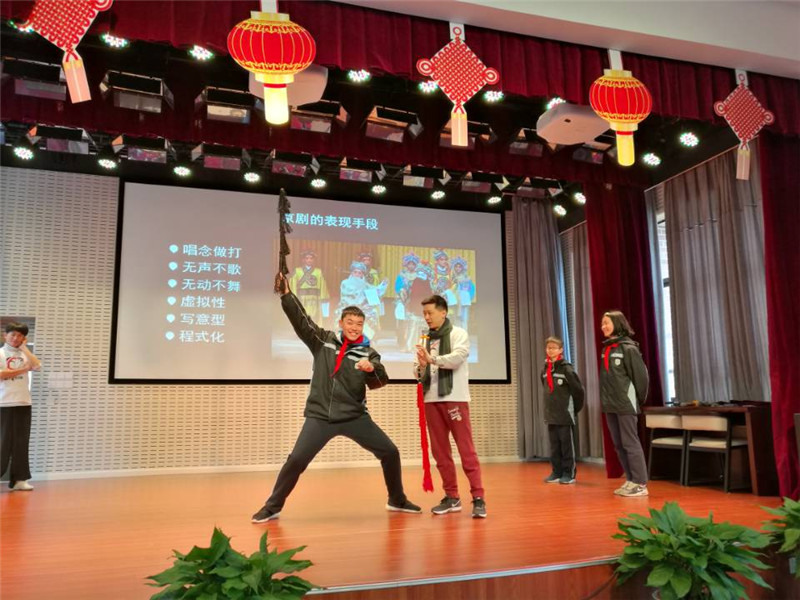 京剧的表现手段
唱念做打
无声不歌
无动不舞
虚拟性
写意型
程式化